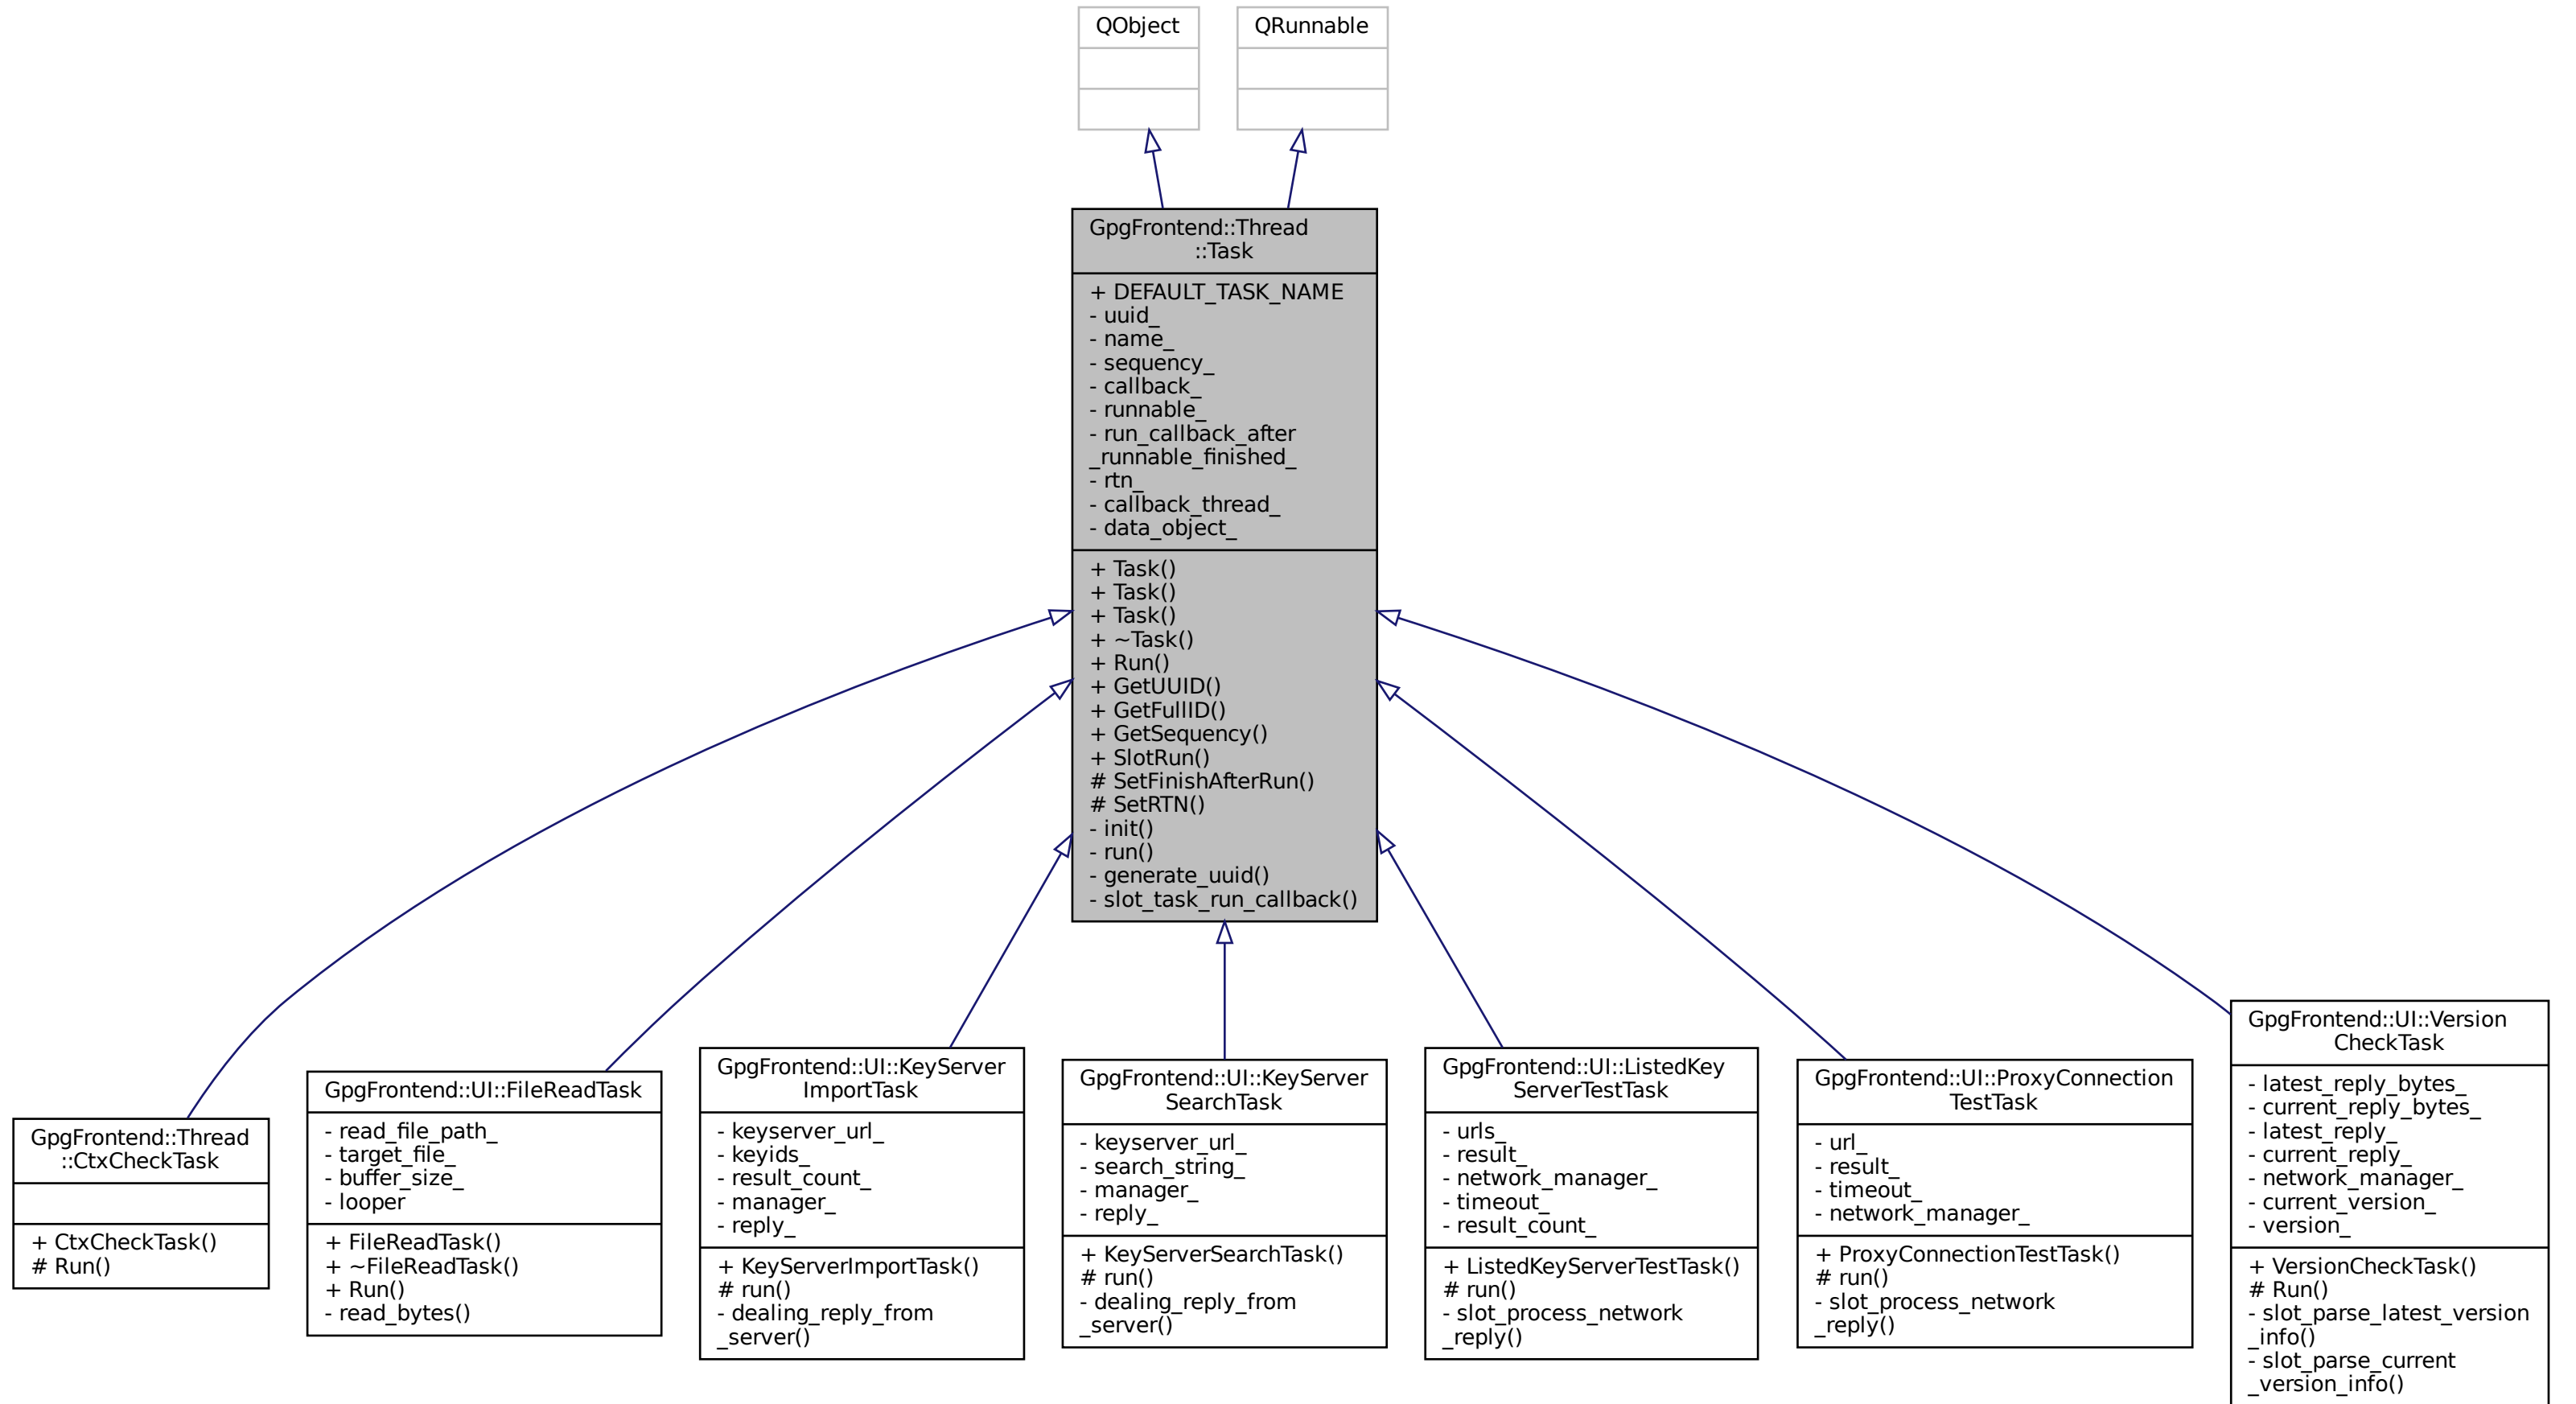 QObject
QRunnable
GpgFrontend::Thread
::Task
+ DEFAULT_TASK_NAME
- uuid_
- name_
- sequency_
- callback_
- runnable_
- run_callback_after
_runnable_finished_
- rtn_
- callback_thread_
- data_object_
+ Task()
+ Task()
+ Task()
+ ~Task()
+ Run()
+ GetUUID()
+ GetFullID()
+ GetSequency()
+ SlotRun()
# SetFinishAfterRun()
# SetRTN()
- init()
- run()
- generate_uuid()
- slot_task_run_callback()
GpgFrontend::Thread
::CtxCheckTask
+ CtxCheckTask()
# Run()
GpgFrontend::UI::FileReadTask
- read_file_path_
- target_file_
- buffer_size_
- looper
+ FileReadTask()
+ ~FileReadTask()
+ Run()
- read_bytes()
GpgFrontend::UI::KeyServer
ImportTask
- keyserver_url_
- keyids_
- result_count_
- manager_
- reply_
+ KeyServerImportTask()
# run()
- dealing_reply_from
_server()
GpgFrontend::UI::KeyServer
SearchTask
- keyserver_url_
- search_string_
- manager_
- reply_
+ KeyServerSearchTask()
# run()
- dealing_reply_from
_server()
GpgFrontend::UI::ListedKey
ServerTestTask
- urls_
- result_
- network_manager_
- timeout_
- result_count_
+ ListedKeyServerTestTask()
# run()
- slot_process_network
_reply()
GpgFrontend::UI::ProxyConnection
TestTask
- url_
- result_
- timeout_
- network_manager_
+ ProxyConnectionTestTask()
# run()
- slot_process_network
_reply()
GpgFrontend::UI::Version
CheckTask
- latest_reply_bytes_
- current_reply_bytes_
- latest_reply_
- current_reply_
- network_manager_
- current_version_
- version_
+ VersionCheckTask()
# Run()
- slot_parse_latest_version
_info()
- slot_parse_current
_version_info()